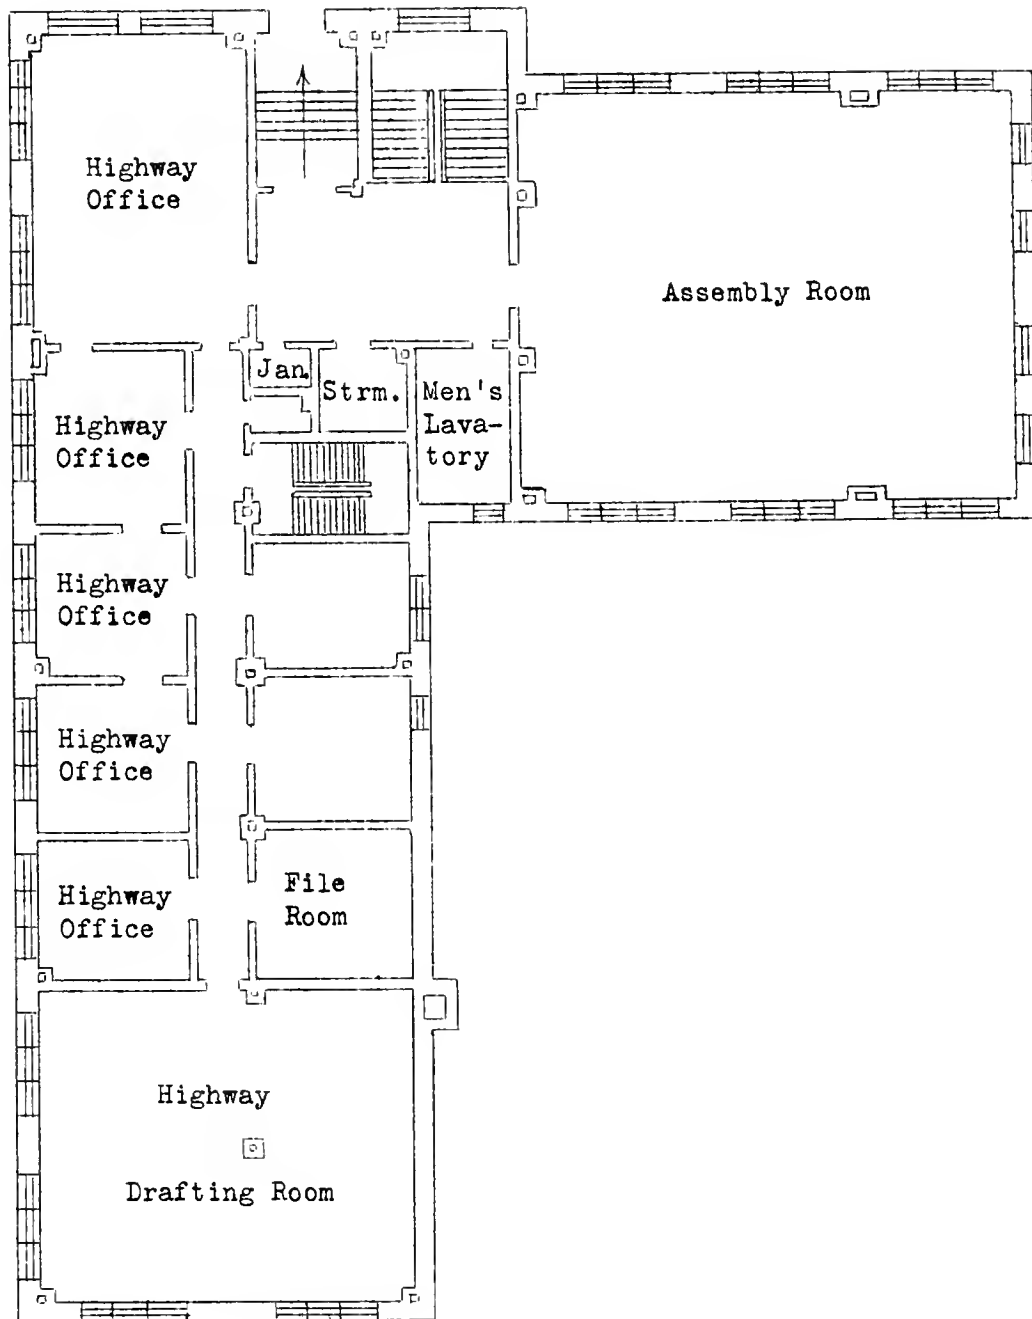 Highway
Office
Assembly Room
Jan.
Strm.
Men's
Lava-
tory
Highway
Office
Highway
Office
Highway
Office
Highway
Office
File
Room
Highway
Drafting Room